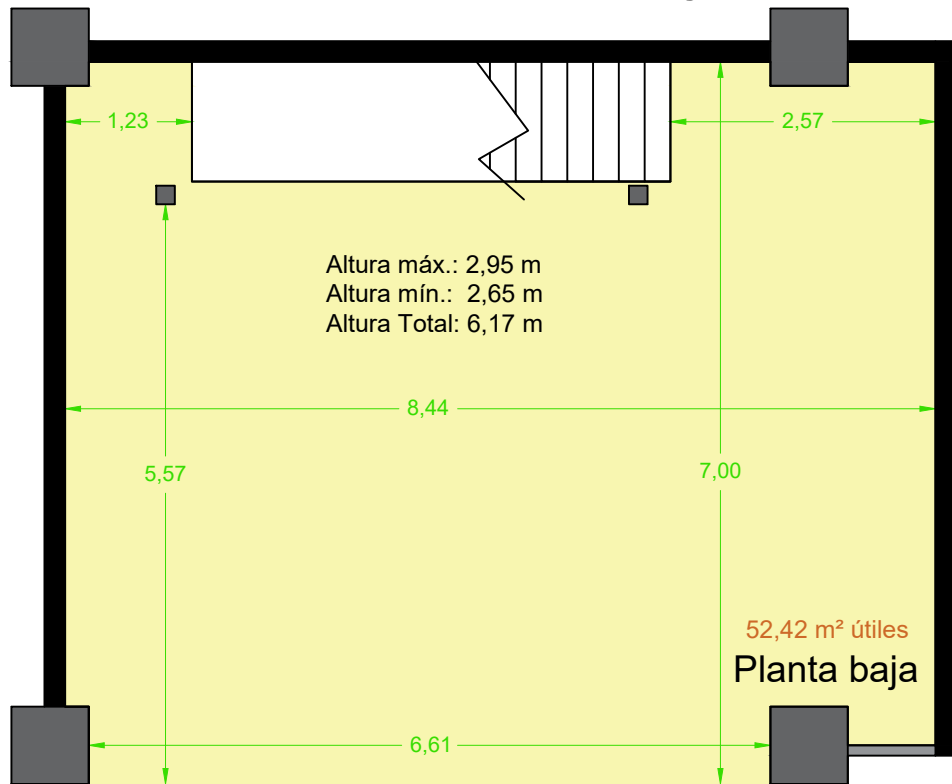 1,23
2,57
Altura máx.: 2,95 m
Altura mín.: 2,65 m
Altura Total: 6,17 m
8,44
5,57
7,00
52,42 m² útiles
Planta baja
6,61